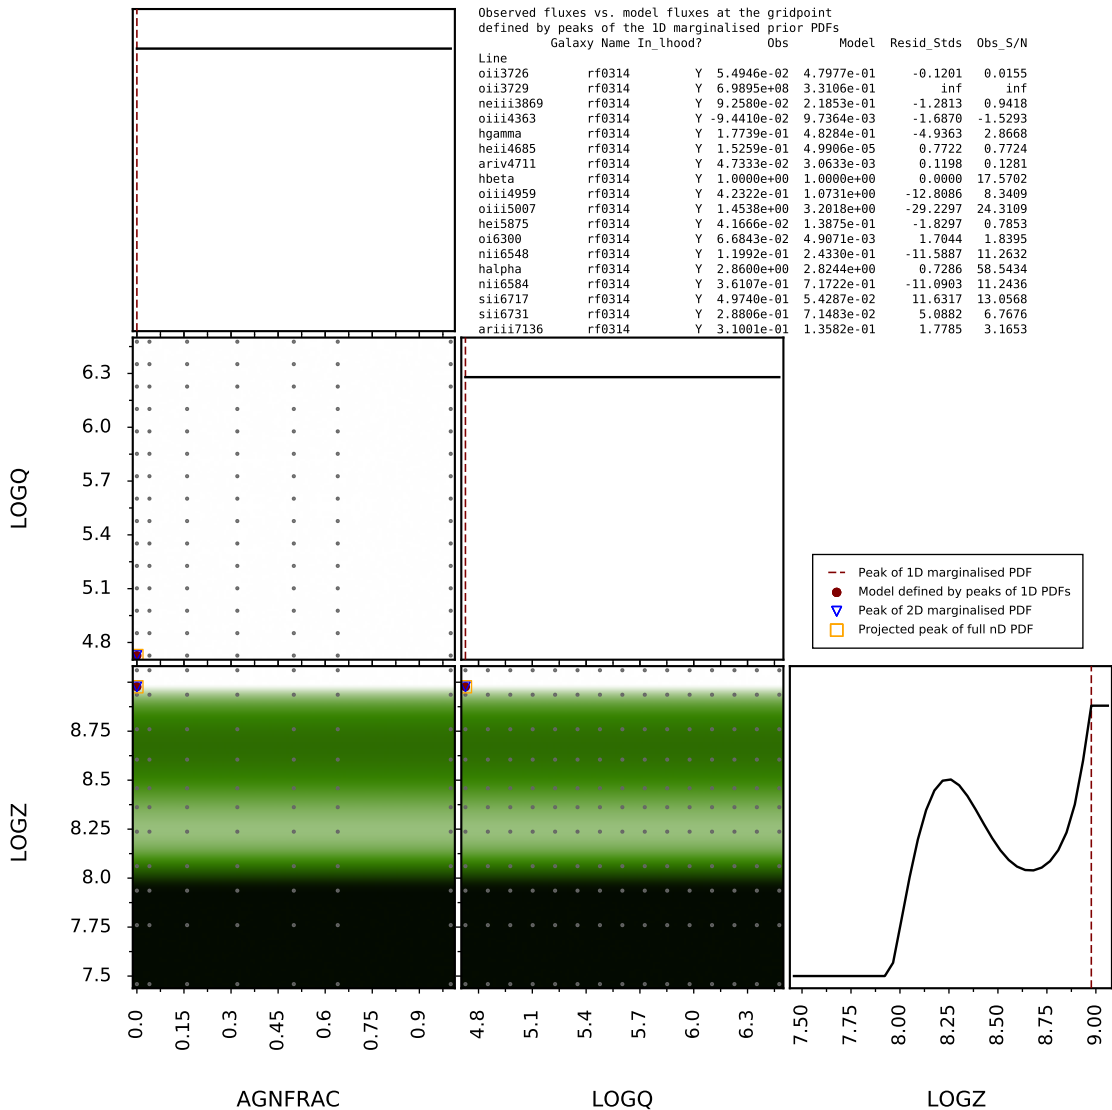 Observed fluxes vs. model fluxes at the gridpoint
defined by peaks of the 1D marginalised prior PDFs
Galaxy Name In_lhood? Obs Model Resid_Stds Obs_S/N
Line
oii3726 rf0314 Y 5.4946e-02 4.7977e-01 -0.1201 0.0155
oii3729 rf0314 Y 6.9895e+08 3.3106e-01 inf inf
neiii3869 rf0314 Y 9.2580e-02 2.1853e-01 -1.2813 0.9418
oiii4363 rf0314 Y -9.4410e-02 9.7364e-03 -1.6870 -1.5293
hgamma rf0314 Y 1.7739e-01 4.8284e-01 -4.9363 2.8668
heii4685 rf0314 Y 1.5259e-01 4.9906e-05 0.7722 0.7724
ariv4711 rf0314 Y 4.7333e-02 3.0633e-03 0.1198 0.1281
hbeta rf0314 Y 1.0000e+00 1.0000e+00 0.0000 17.5702
oiii4959 rf0314 Y 4.2322e-01 1.0731e+00 -12.8086 8.3409
oiii5007 rf0314 Y 1.4538e+00 3.2018e+00 -29.2297 24.3109
hei5875 rf0314 Y 4.1666e-02 1.3875e-01 -1.8297 0.7853
oi6300 rf0314 Y 6.6843e-02 4.9071e-03 1.7044 1.8395
nii6548 rf0314 Y 1.1992e-01 2.4330e-01 -11.5887 11.2632
halpha rf0314 Y 2.8600e+00 2.8244e+00 0.7286 58.5434
nii6584 rf0314 Y 3.6107e-01 7.1722e-01 -11.0903 11.2436
sii6717 rf0314 Y 4.9740e-01 5.4287e-02 11.6317 13.0568
sii6731 rf0314 Y 2.8806e-01 7.1483e-02 5.0882 6.7676
ariii7136 rf0314 Y 3.1001e-01 1.3582e-01 1.7785 3.1653
6.3
6.0
5.7
5.4
5.1
4.8
LOGQ
Peak of 1D marginalised PDF
Model defined by peaks of 1D PDFs
Peak of 2D marginalised PDF
Projected peak of full nD PDF
8.75
8.5
8.25
8.0
7.75
7.5
LOGZ
0.0 0.15 0.3 0.45 0.6 0.75 0.9
4.8 5.1 5.4 5.7 6.0 6.3
7.50 7.75 8.00 8.25 8.50 8.75 9.00
AGNFRAC LOGQ LOGZ